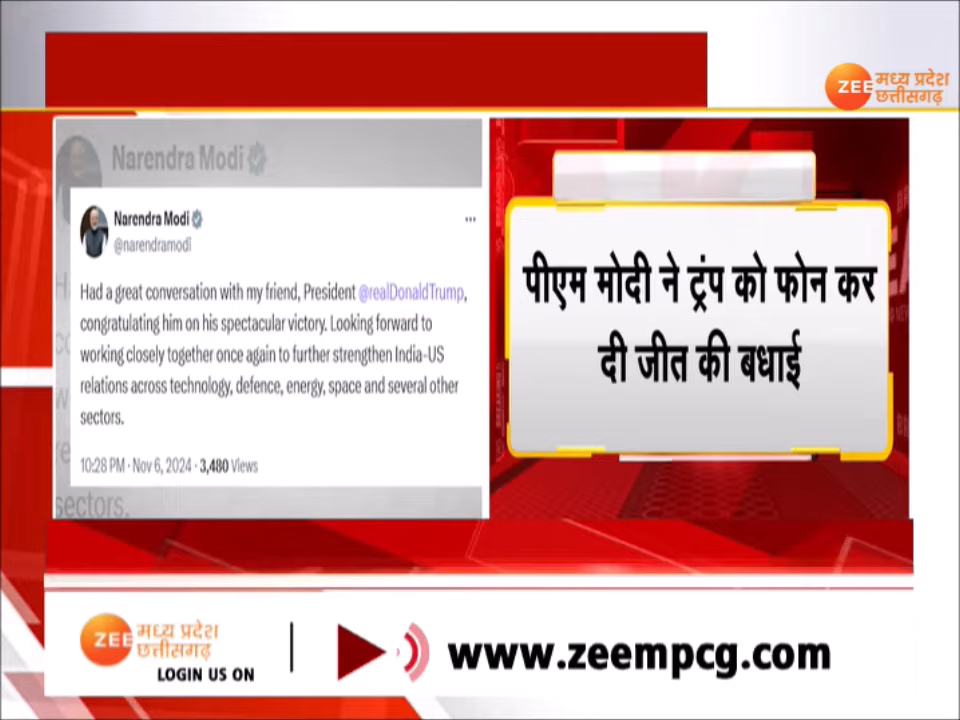 ZEE मध्य प्रदेश
छत्तीसगढ़
Narendra Modi
Narendra Modi
@narendramodi
Had a great conversation with my friend, President @realDonaldTrump,
congratulating him on his spectacular victory. Looking forward to
working closely together once again to further strengthen India-US
relations across technology, defence, energy, space and several other
sectors.
10:28 PM · Nov 6, 2024 · 3,480 Views
sectors.
पीएम मोदी ने ट्रंप को फोन कर
दी जीत की बधाई
ZEE मध्य प्रदेश
छत्तीसगढ़
LOGIN US ON
www.zeempcg.com